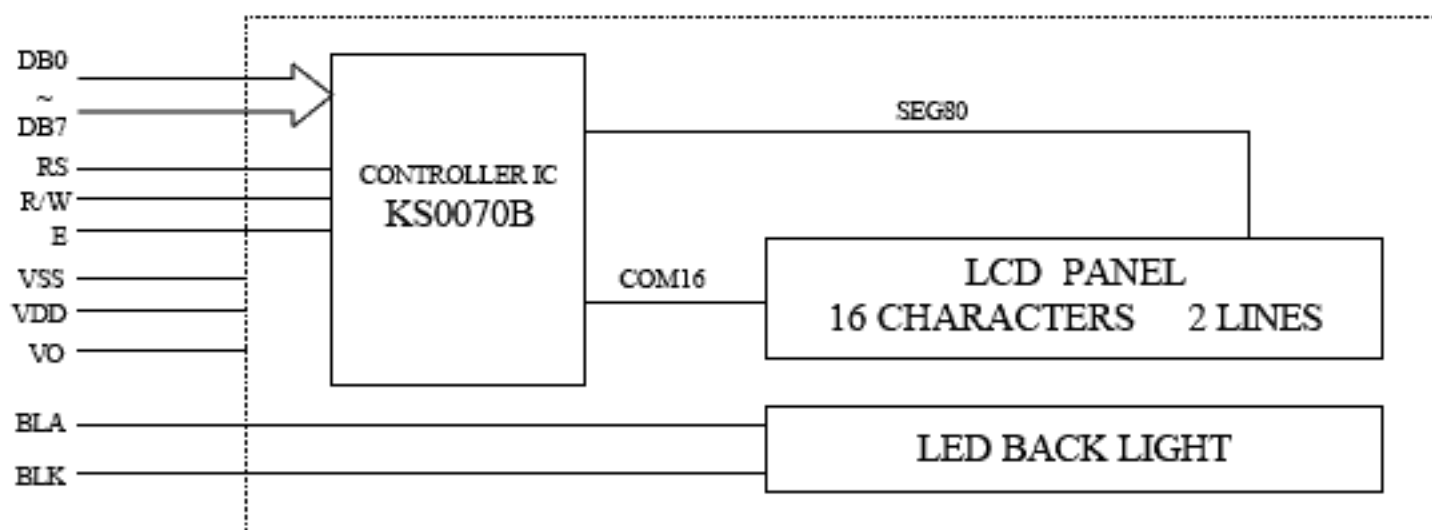 DB0
~
DB7
RS
R/W
E
VSS
VDD
VO
BLA
BLK
CONTROLLER IC
KS0070B
SEG80
COM16
LCD PANEL
16 CHARACTERS 2 LINES
LED BACK LIGHT